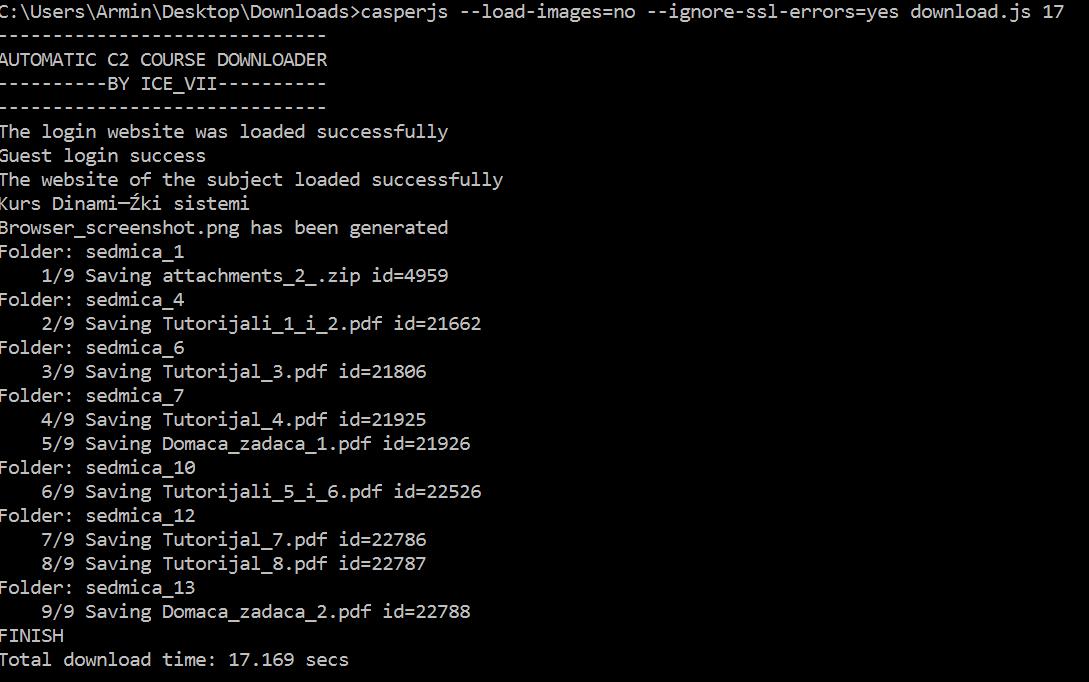 C:\Users\Armin\Desktop\Downloads>casperjs --load-images=no --ignore-ssl-errors=yes download.js 17
------------------------------
AUTOMATIC C2 COURSE DOWNLOADER
----------BY ICE_VII----------
------------------------------
The login website was loaded successfully
Guest login success
The website of the subject loaded successfully
Kurs Dinami─Źki sistemi
Browser_screenshot.png has been generated
Folder: sedmica_1
    1/9 Saving attachments_2_.zip id=4959
Folder: sedmica_4
    2/9 Saving Tutorijali_1_i_2.pdf id=21662
Folder: sedmica_6
    3/9 Saving Tutorijal_3.pdf id=21806
Folder: sedmica_7
    4/9 Saving Tutorijal_4.pdf id=21925
    5/9 Saving Domaca_zadaca_1.pdf id=21926
Folder: sedmica_10
    6/9 Saving Tutorijali_5_i_6.pdf id=22526
Folder: sedmica_12
    7/9 Saving Tutorijal_7.pdf id=22786
    8/9 Saving Tutorijal_8.pdf id=22787
Folder: sedmica_13
    9/9 Saving Domaca_zadaca_2.pdf id=22788
FINISH
Total download time: 17.169 secs